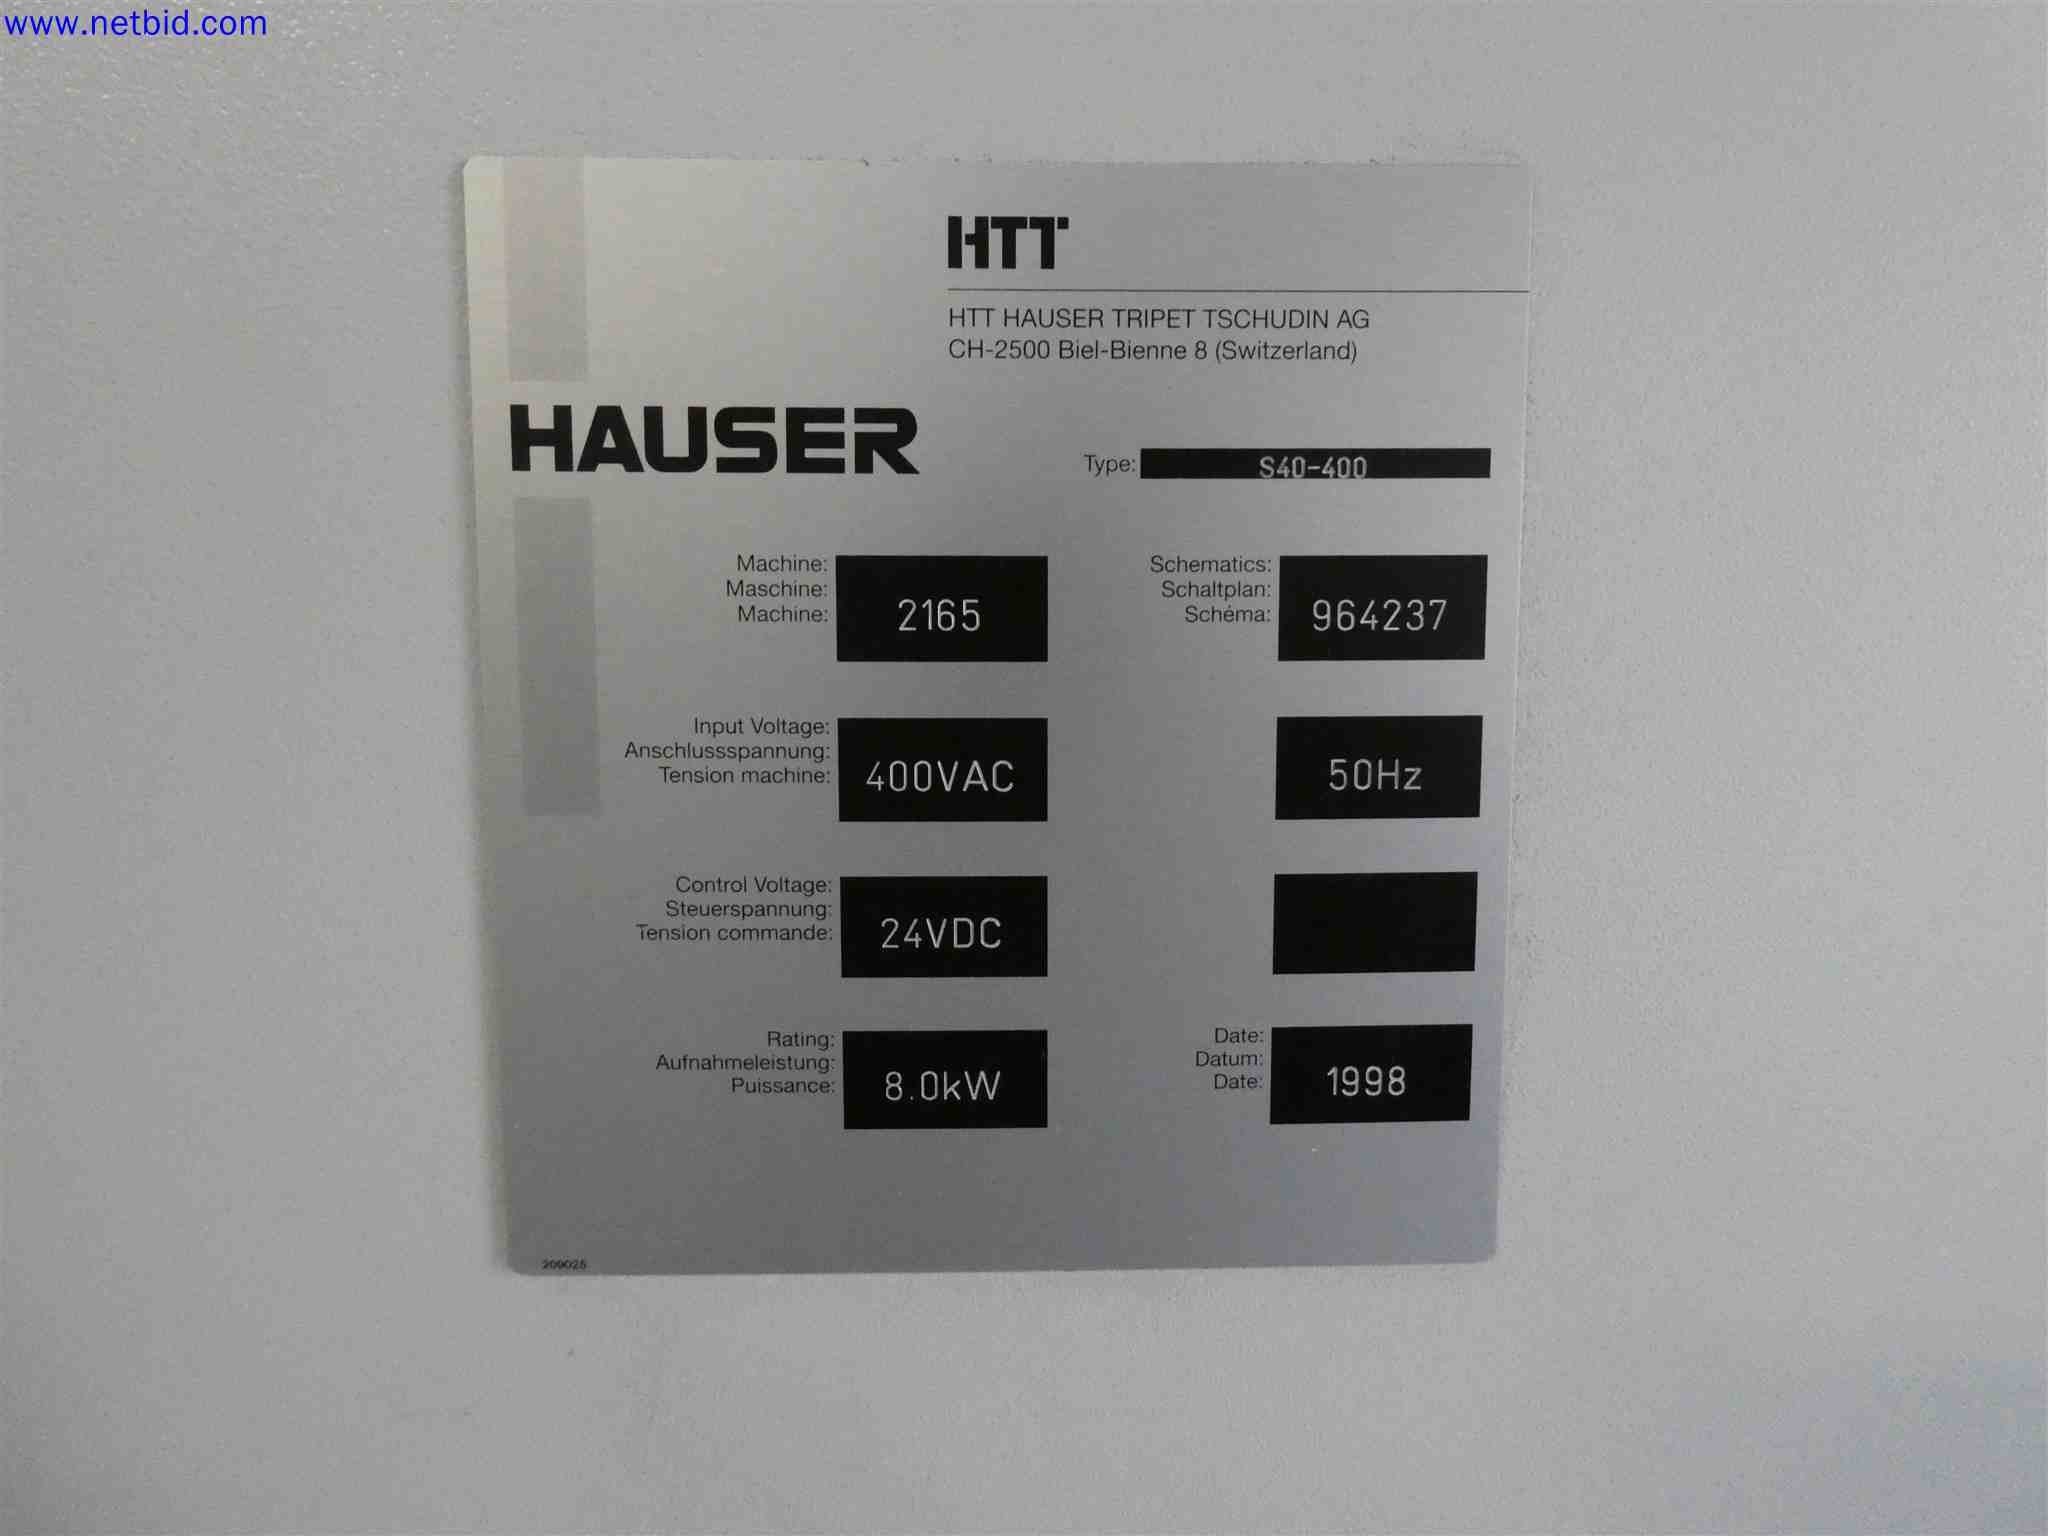 www.netbid.com
HTT
HTT HAUSER TRIPET TSCHUDIN AG
CH-2500 Biel-Bienne 8 (Switzerland)
HAUSER
Type: S40-400
Machine:
Maschine:
Machine:
2165
Schematics:
Schaltplan:
Schéma:
964237
Input Voltage:
Anschlussspannung:
Tension machine:
400VAC
50Hz
Control Voltage:
Steuerspannung:
Tension commande:
24VDC
Rating:
Aufnahmeleistung:
Puissance:
8.0kW
Date:
Datum:
Date:
1998
209025